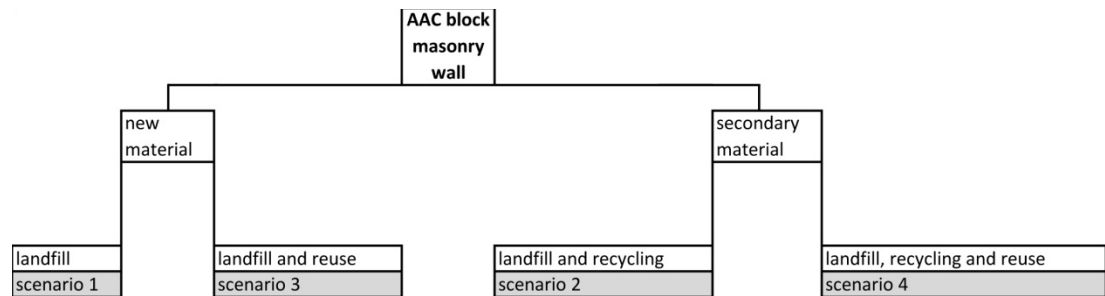 AAC block
masonry
wall
new
material
secondary
material
landfill
landfill and reuse
landfill and recycling
landfill, recycling and reuse
scenario 1
scenario 3
scenario 2
scenario 4